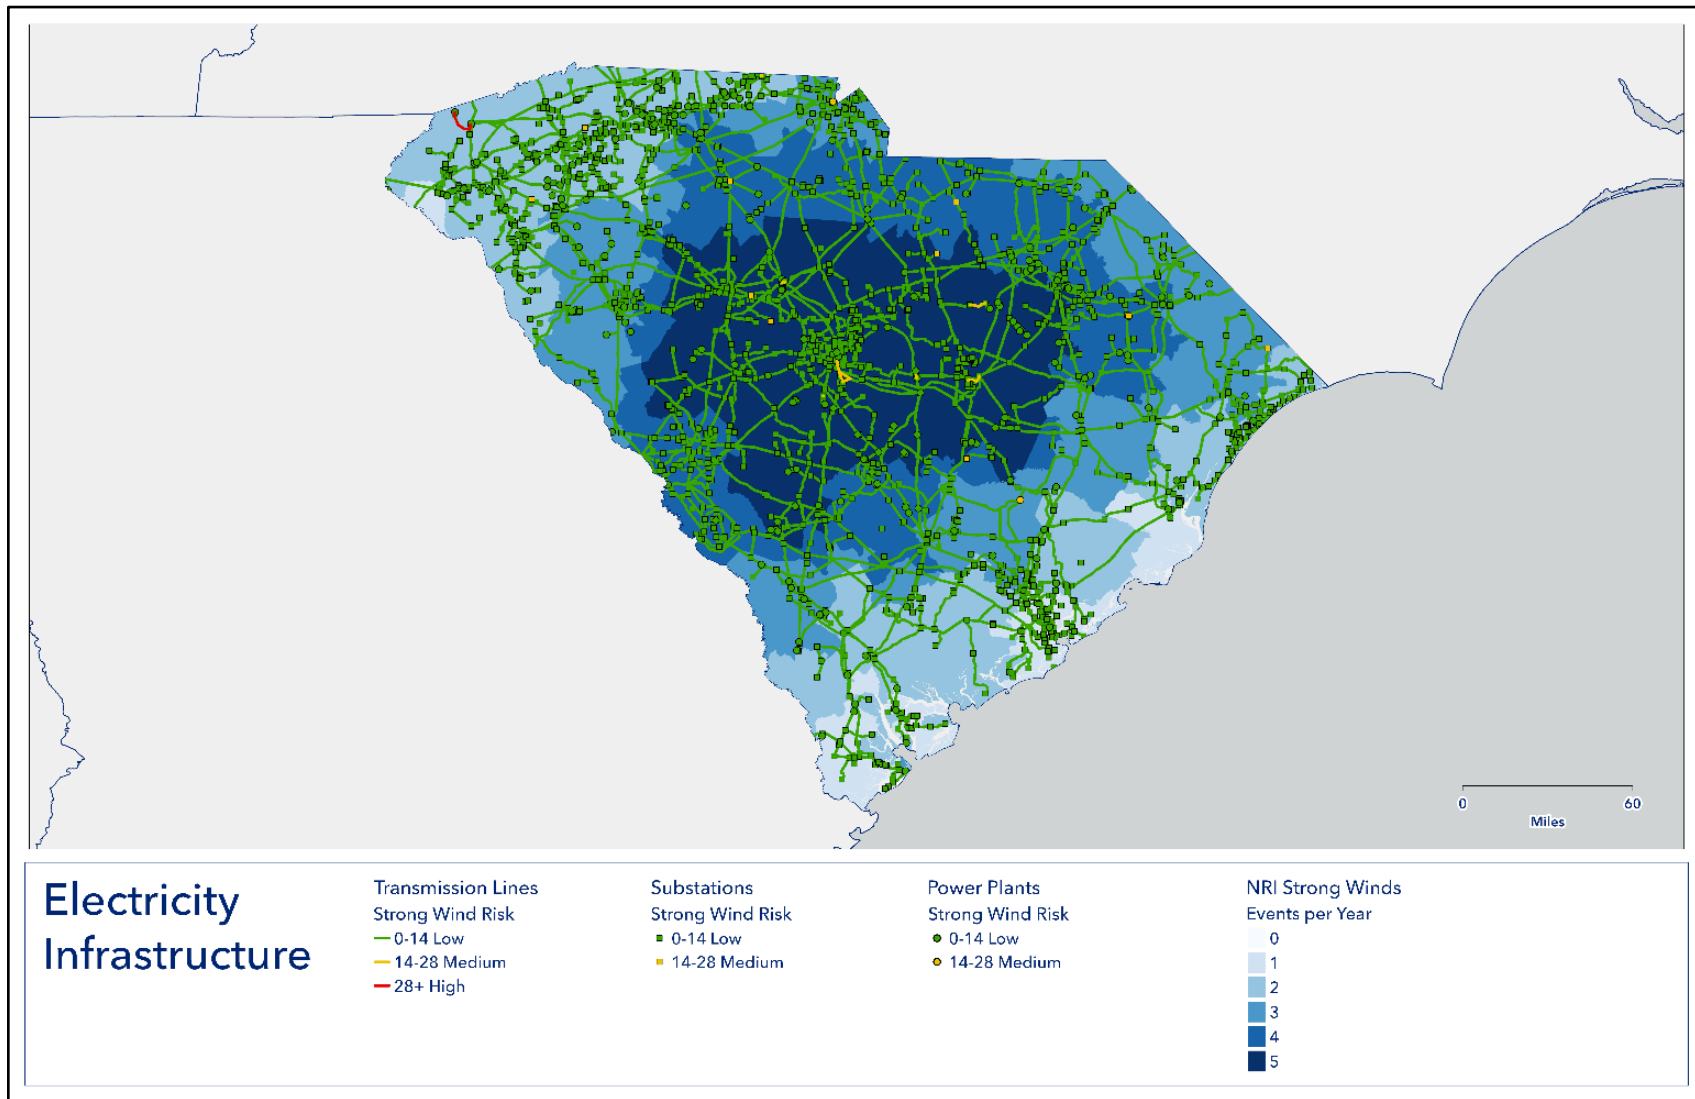 0
60
Miles
Electricity
Infrastructure
Transmission Lines
Strong Wind Risk
0-14 Low
14-28 Medium
28+ High
Substations
Strong Wind Risk
0-14 Low
14-28 Medium
Power Plants
Strong Wind Risk
0-14 Low
14-28 Medium
NRI Strong Winds
Events per Year
0
1
2
3
4
5